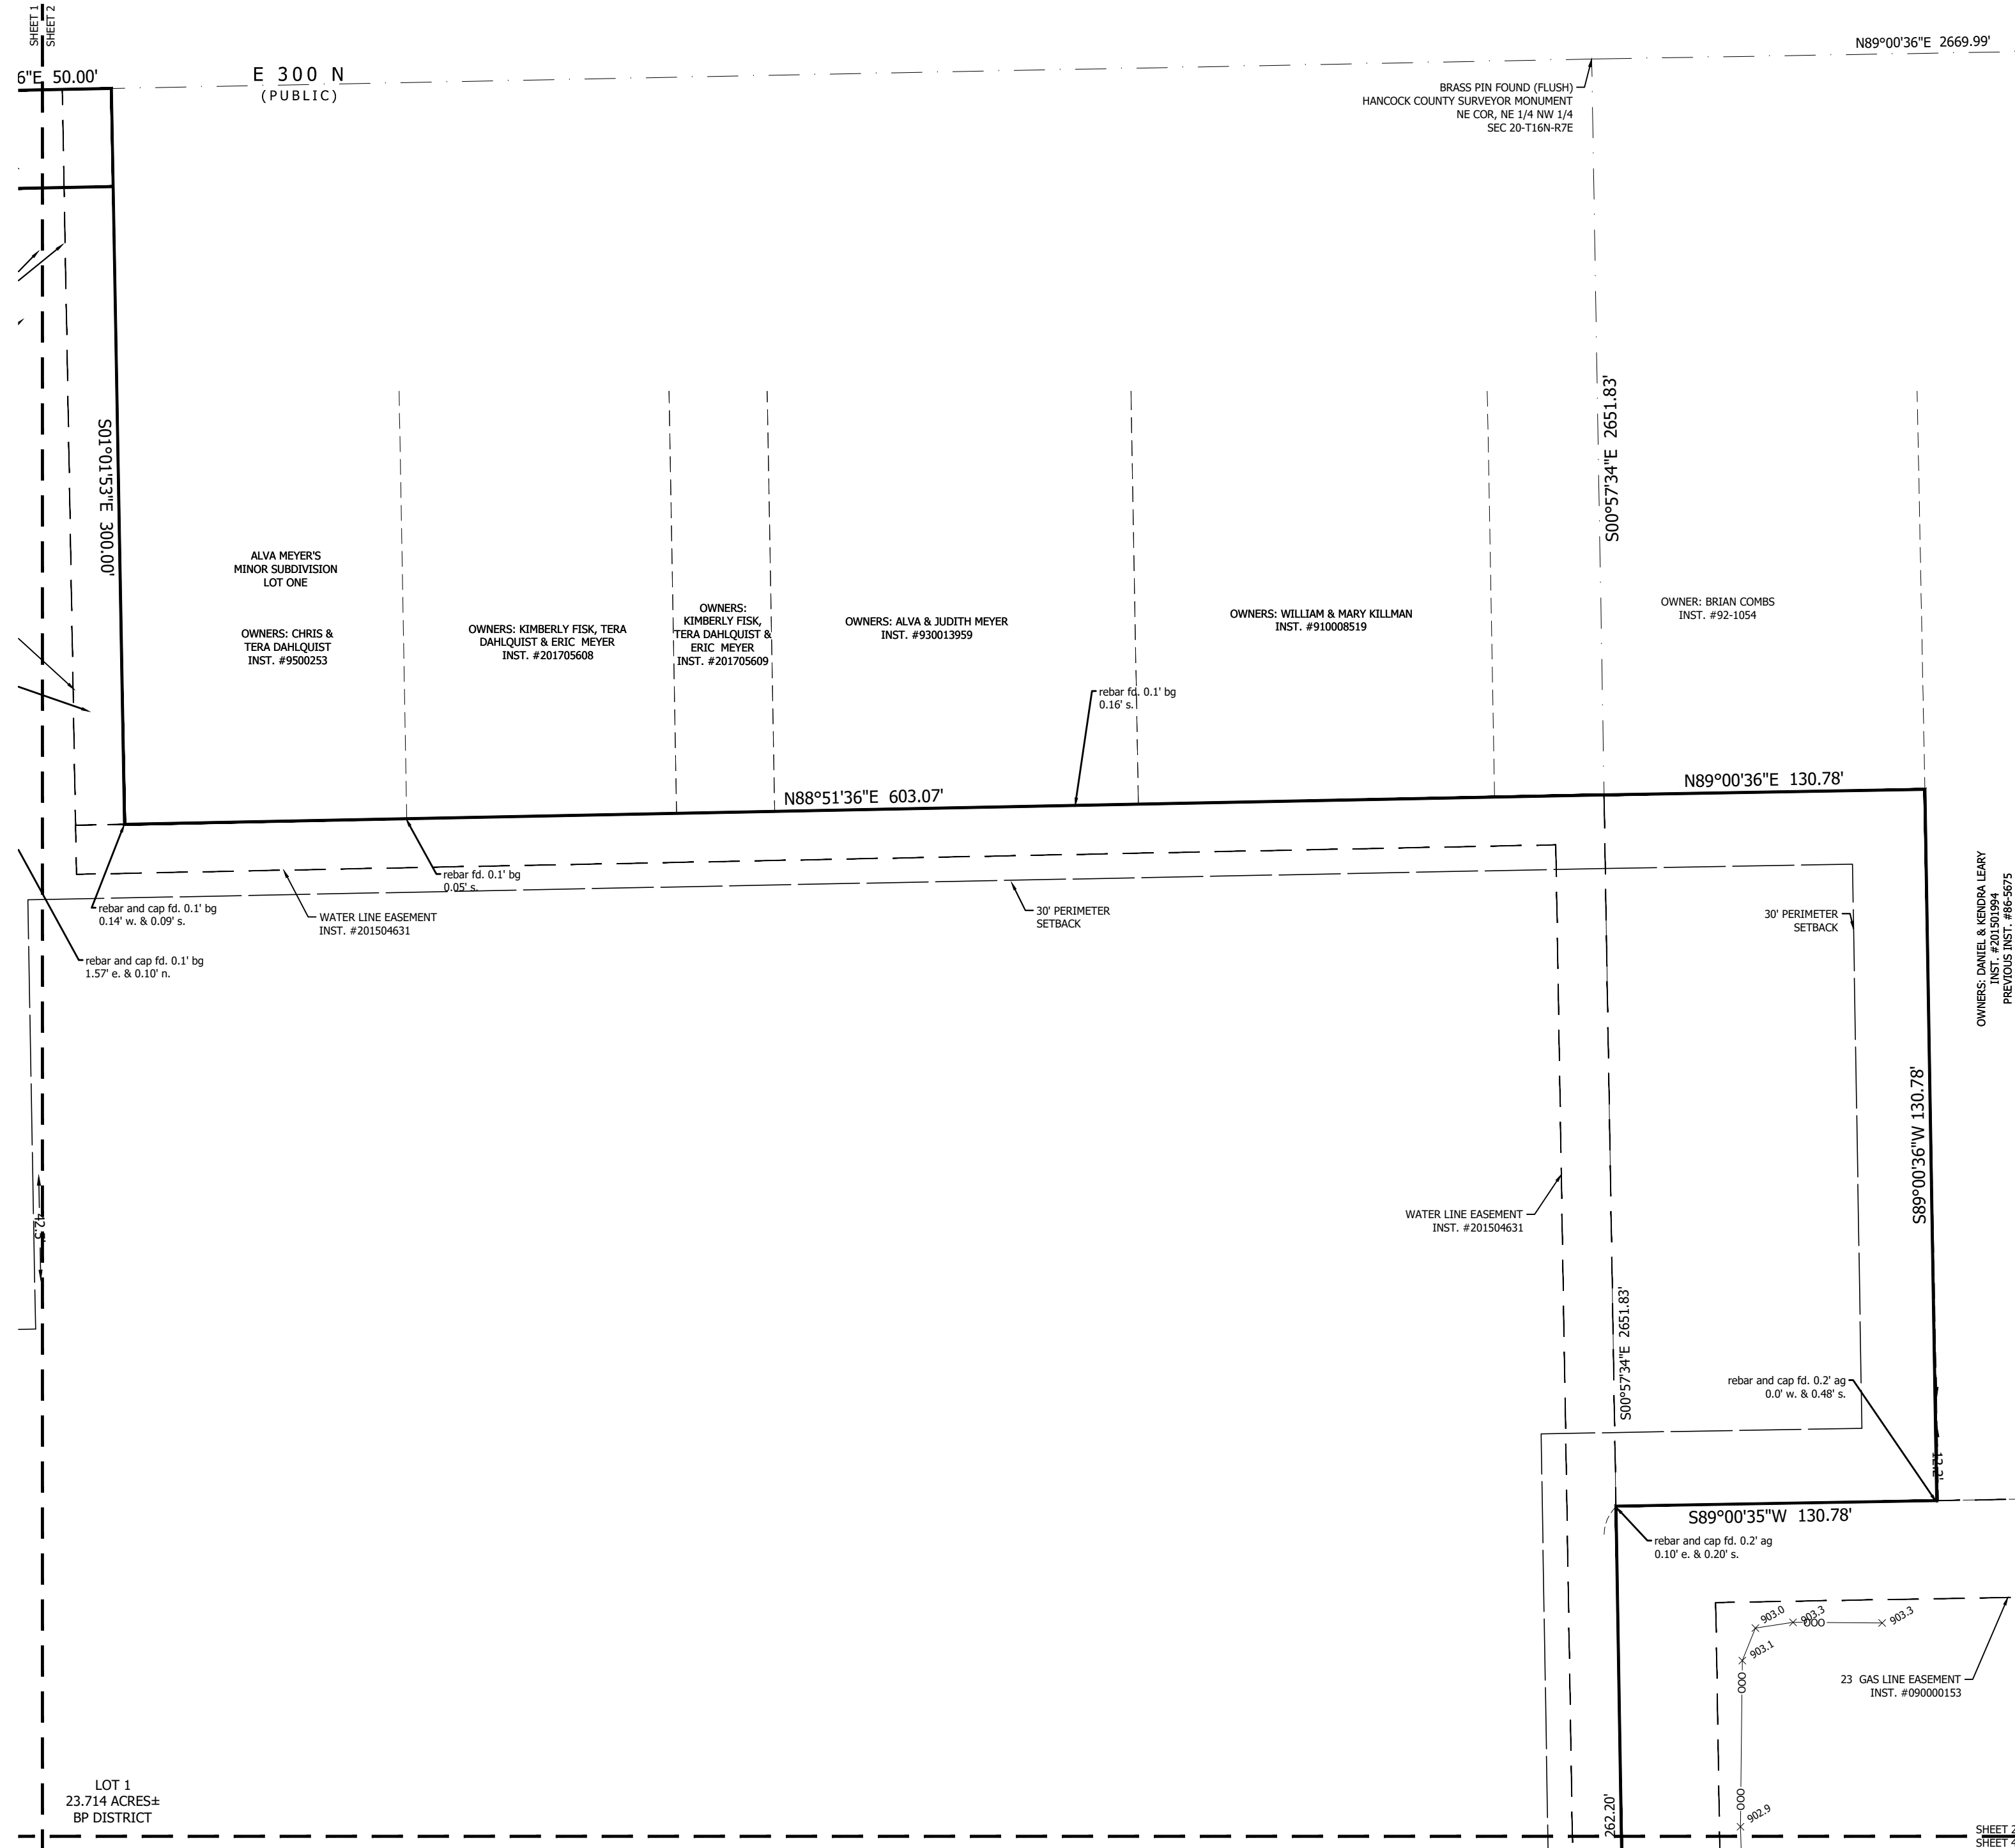 SHEET 1
SHEET 2
6"E 50.00'
E 300 N
(PUBLIC)
N89°00'36"E 2669.99'
BRASS PIN FOUND (FLUSH)
HANCOCK COUNTY SURVEYOR MONUMENT
NE COR, NE 1/4 NW 1/4
SEC 20-T16N-R7E
S01°01'53"E 300.00'
S00°57'34"E 2651.83'
ALVA MEYER'S
MINOR SUBDIVISION
LOT ONE
OWNERS: CHRIS &
TERA DAHLQUIST
INST. #9500253
OWNERS: KIMBERLY FISK, TERA
DAHLQUIST & ERIC MEYER
INST. #201705608
OWNERS:
KIMBERLY FISK,
TERA DAHLQUIST &
ERIC MEYER
INST. #201705609
OWNERS: ALVA & JUDITH MEYER
INST. #930013959
OWNERS: WILLIAM & MARY KILLMAN
INST. #910008519
OWNER: BRIAN COMBS
INST. #92-1054
rebar fd. 0.1' bg
0.16' s.
N88°51'36"E 603.07'
N89°00'36"E 130.78'
rebar fd. 0.1' bg
0.05' s.
rebar and cap fd. 0.1' bg
0.14' w. & 0.09' s.
WATER LINE EASEMENT
INST. #201504631
30' PERIMETER
SETBACK
30' PERIMETER
SETBACK
OWNERS: DANIEL & KENDRA LEARY
INST. #201501994
PREVIOUS INST. #86-5675
rebar and cap fd. 0.1' bg
1.57' e. & 0.10' n.
S89°00'36"W 130.78'
42.5'
WATER LINE EASEMENT
INST. #201504631
S00°57'34"E 2651.83'
rebar and cap fd. 0.2' ag
0.0' w. & 0.48' s.
12.2'
S89°00'35"W 130.78'
rebar and cap fd. 0.2' ag
0.10' e. & 0.20' s.
903.0
903.3
903.3
000
903.1
000
23 GAS LINE EASEMENT
INST. #090000153
LOT 1
23.714 ACRES±
BP DISTRICT
262.20'
000
902.9
SHEET 2
SHEET 4